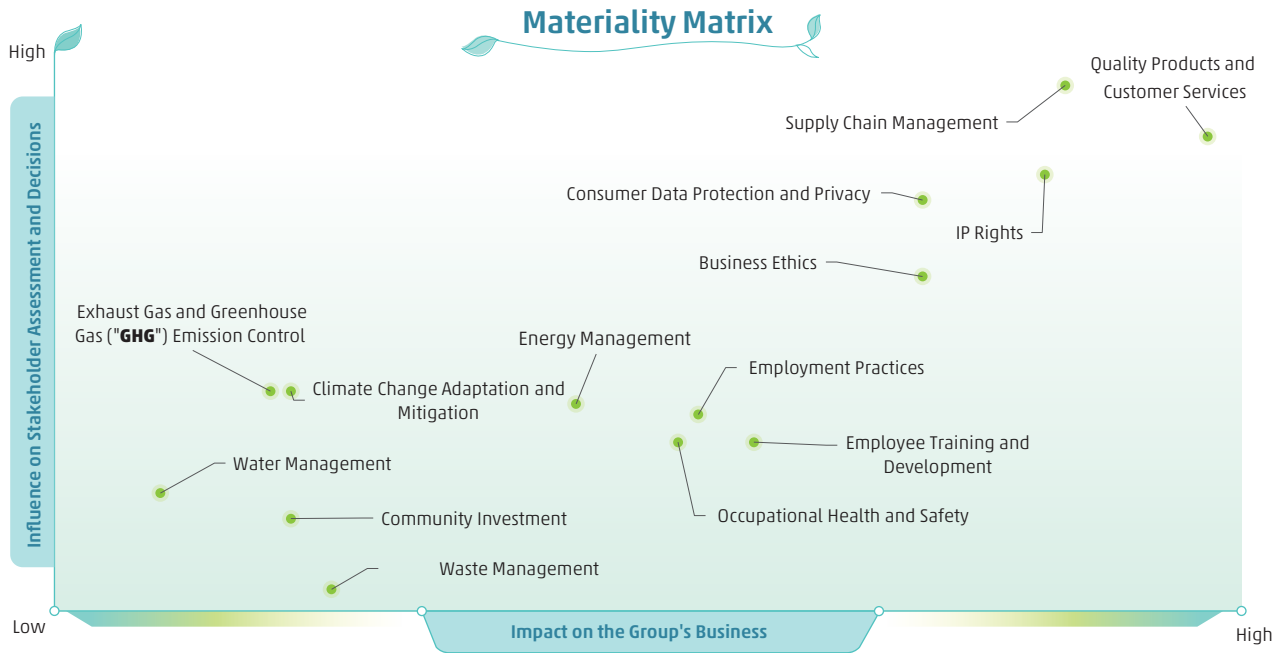 Materiality Matrix
High
Influence on Stakeholder Assessment and Decisions
Quality Products and
Customer Services
Supply Chain Management
Consumer Data Protection and Privacy
IP Rights
Business Ethics
Exhaust Gas and Greenhouse
Gas ("GHG") Emission Control
Energy Management
Employment Practices
Climate Change Adaptation and
Mitigation
Employee Training and
Development
Water Management
Occupational Health and Safety
Community Investment
Waste Management
Low
Impact on the Group's Business
High